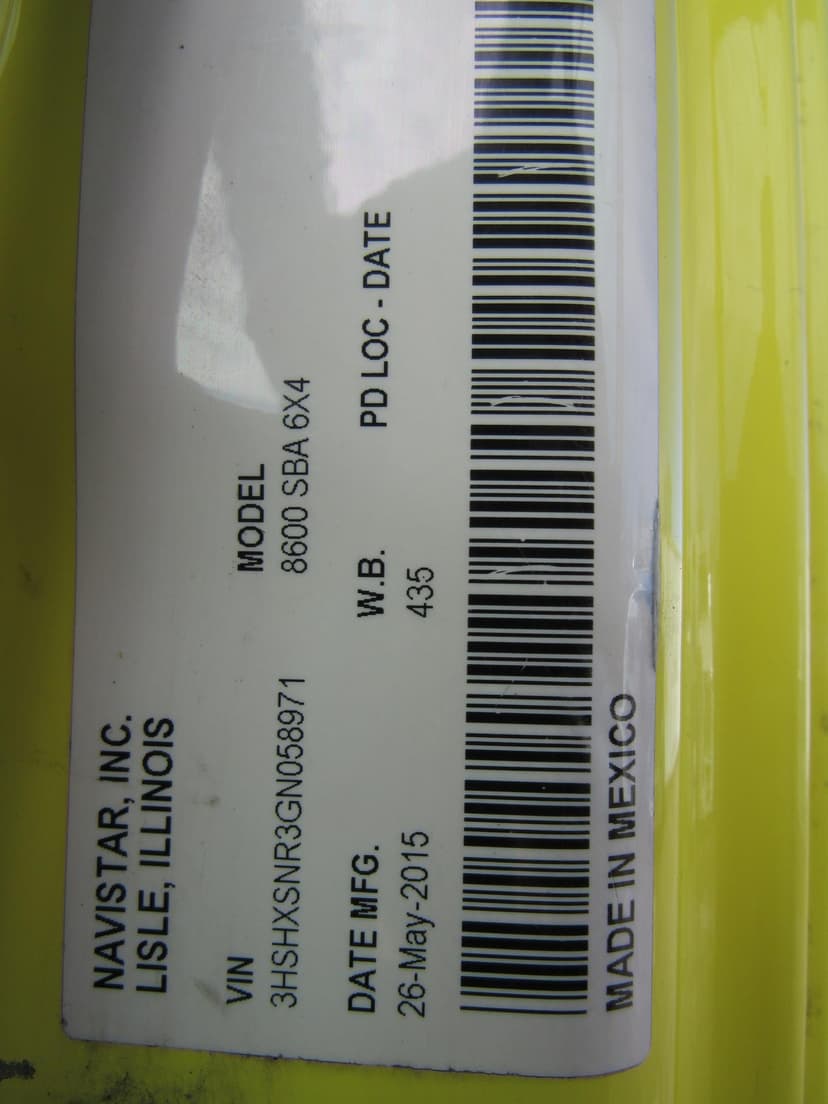 NAVISTAR, INC.
LISLE, ILLINOIS
VIN MODEL
3HSHXSNR3GN058971 8600 SBA 6X4
DATE MFG. W.B. PD LOC - DATE
26-May-2015 435
MADE IN MEXICO